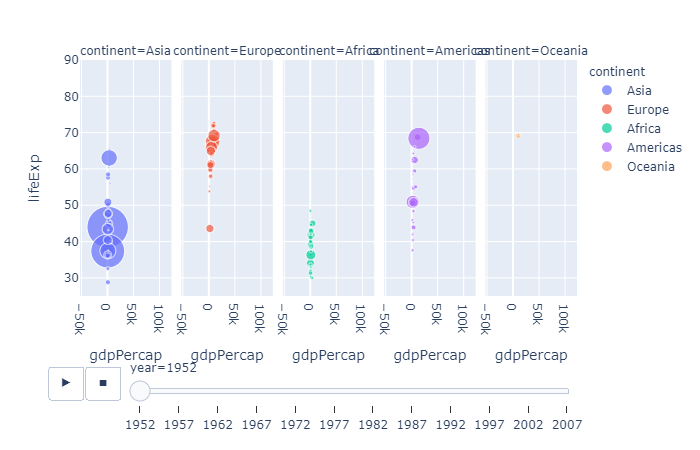 continent=Asia continent=Europe continent=Africa continent=Americas continent=Oceania
continent
Asia
Europe
Africa
Americas
Oceania
lifeExp
90
80
70
60
50
40
30
−50k 0 50k 100k −50k 0 50k 100k −50k 0 50k 100k −50k 0 50k 100k −50k 0 50k 100k
gdpPercap gdpPercap gdpPercap gdpPercap gdpPercap
year=1952
1952 1957 1962 1967 1972 1977 1982 1987 1992 1997 2002 2007